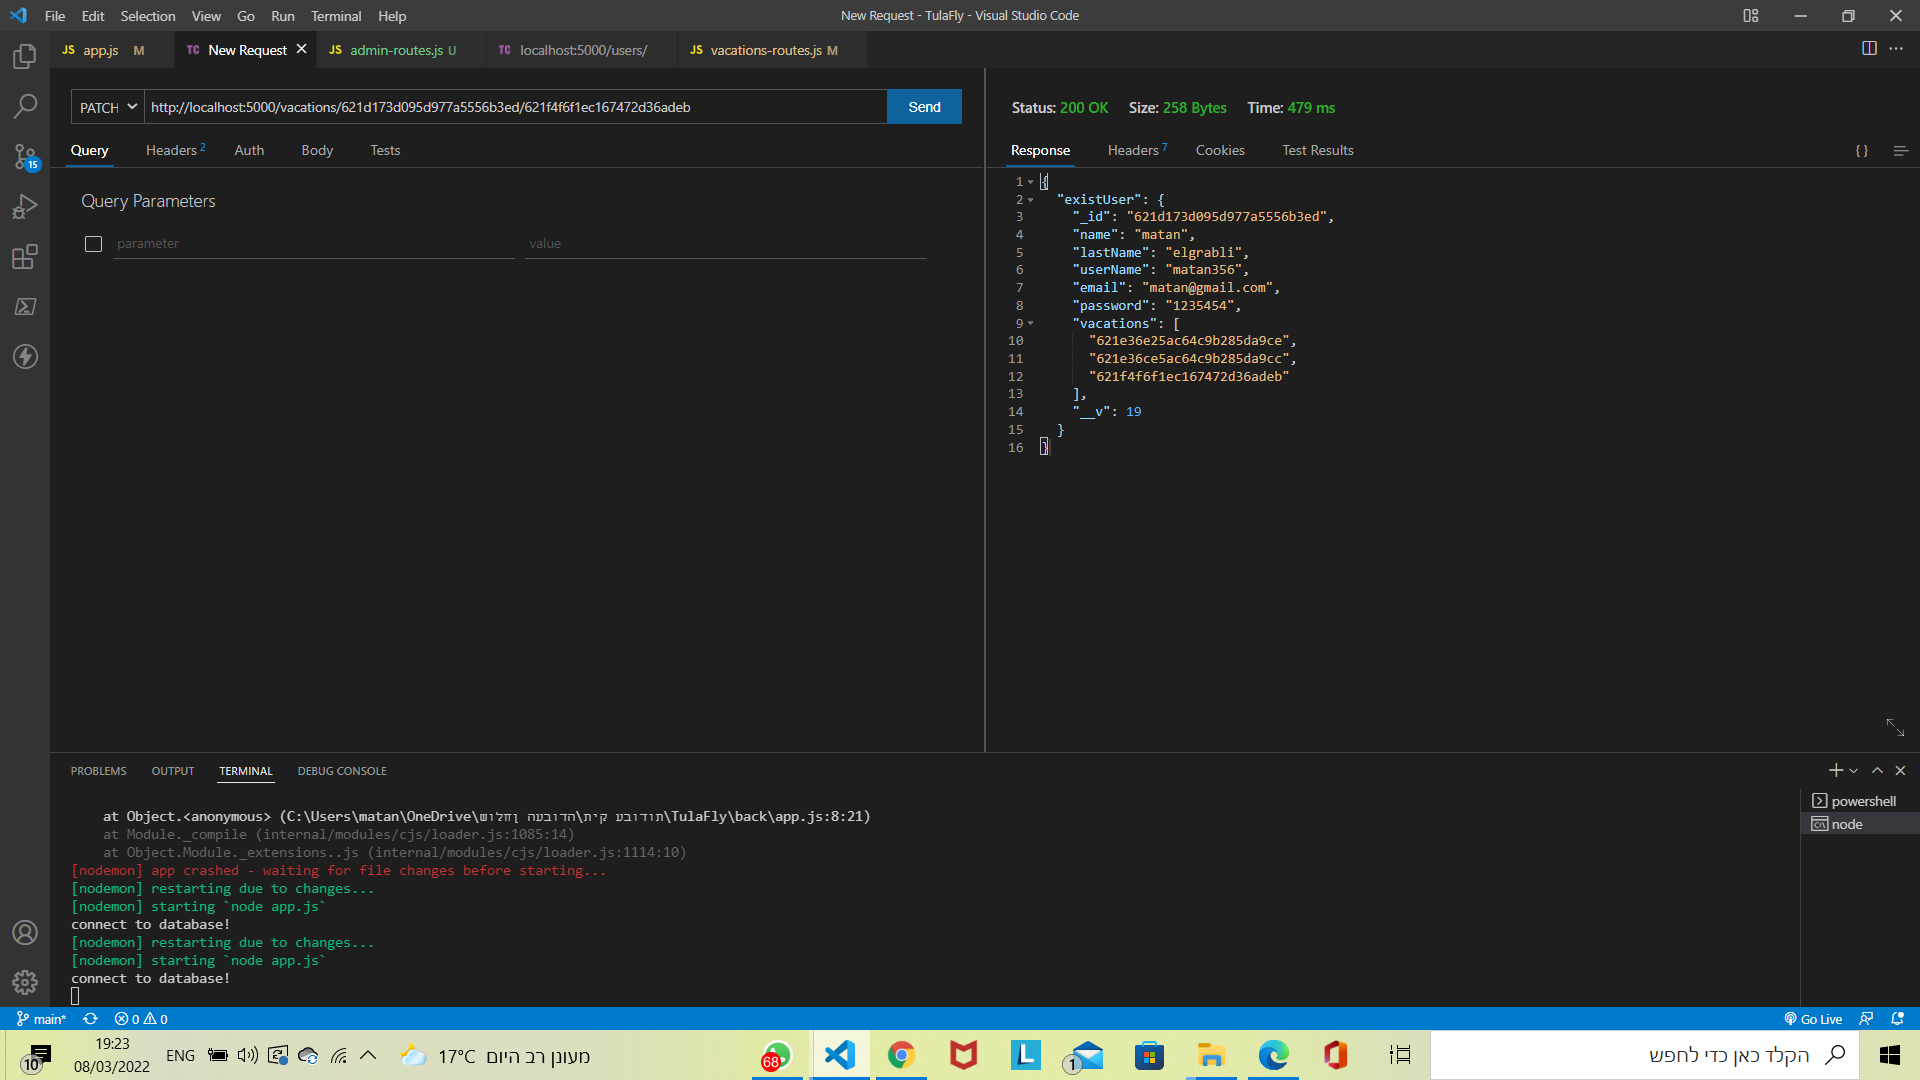 File Edit Selection View Go Run Terminal Help
New Request - TulaFly - Visual Studio Code
JS app.js M
TC New Request
JS admin-routes.js U
TC localhost:5000/users/
JS vacations-routes.js M
PATCH http://localhost:5000/vacations/621d173d095d977a5556b3ed/621f4f6f1ec167472d36adeb Send
Query Headers 2 Auth Body Tests
Query Parameters
parameter value
Status: 200 OK Size: 258 Bytes Time: 479 ms
Response Headers 7 Cookies Test Results
{ }
1 {
2 "existUser": {
3 "_id": "621d173d095d977a5556b3ed",
4 "name": "matan",
5 "lastName": "elgrabli",
6 "userName": "matan356",
7 "email": "matan@gmail.com",
8 "password": "1235454",
9 "vacations": [
10 "621e36e25ac64c9b285da9ce",
11 "621e36ce5ac64c9b285da9cc",
12 "621f4f6f1ec167472d36adeb"
13 ],
14 "__v": 19
15 }
16 }
15
PROBLEMS OUTPUT TERMINAL DEBUG CONSOLE
at Object.<anonymous> (C:\Users\matan\OneDrive\שולחן העבודה\תיק עבודות\TulaFly\back\app.js:8:21)
at Module._compile (internal/modules/cjs/loader.js:1085:14)
at Object.Module._extensions..js (internal/modules/cjs/loader.js:1114:10)
[nodemon] app crashed - waiting for file changes before starting...
[nodemon] restarting due to changes...
[nodemon] starting `node app.js`
connect to database!
[nodemon] restarting due to changes...
[nodemon] starting `node app.js`
connect to database!
powershell
node
main* 0 0
Go Live
10
19:23
08/03/2022
ENG
17°C מעונן רב היום
68
1
הקלד כאן כדי לחפש